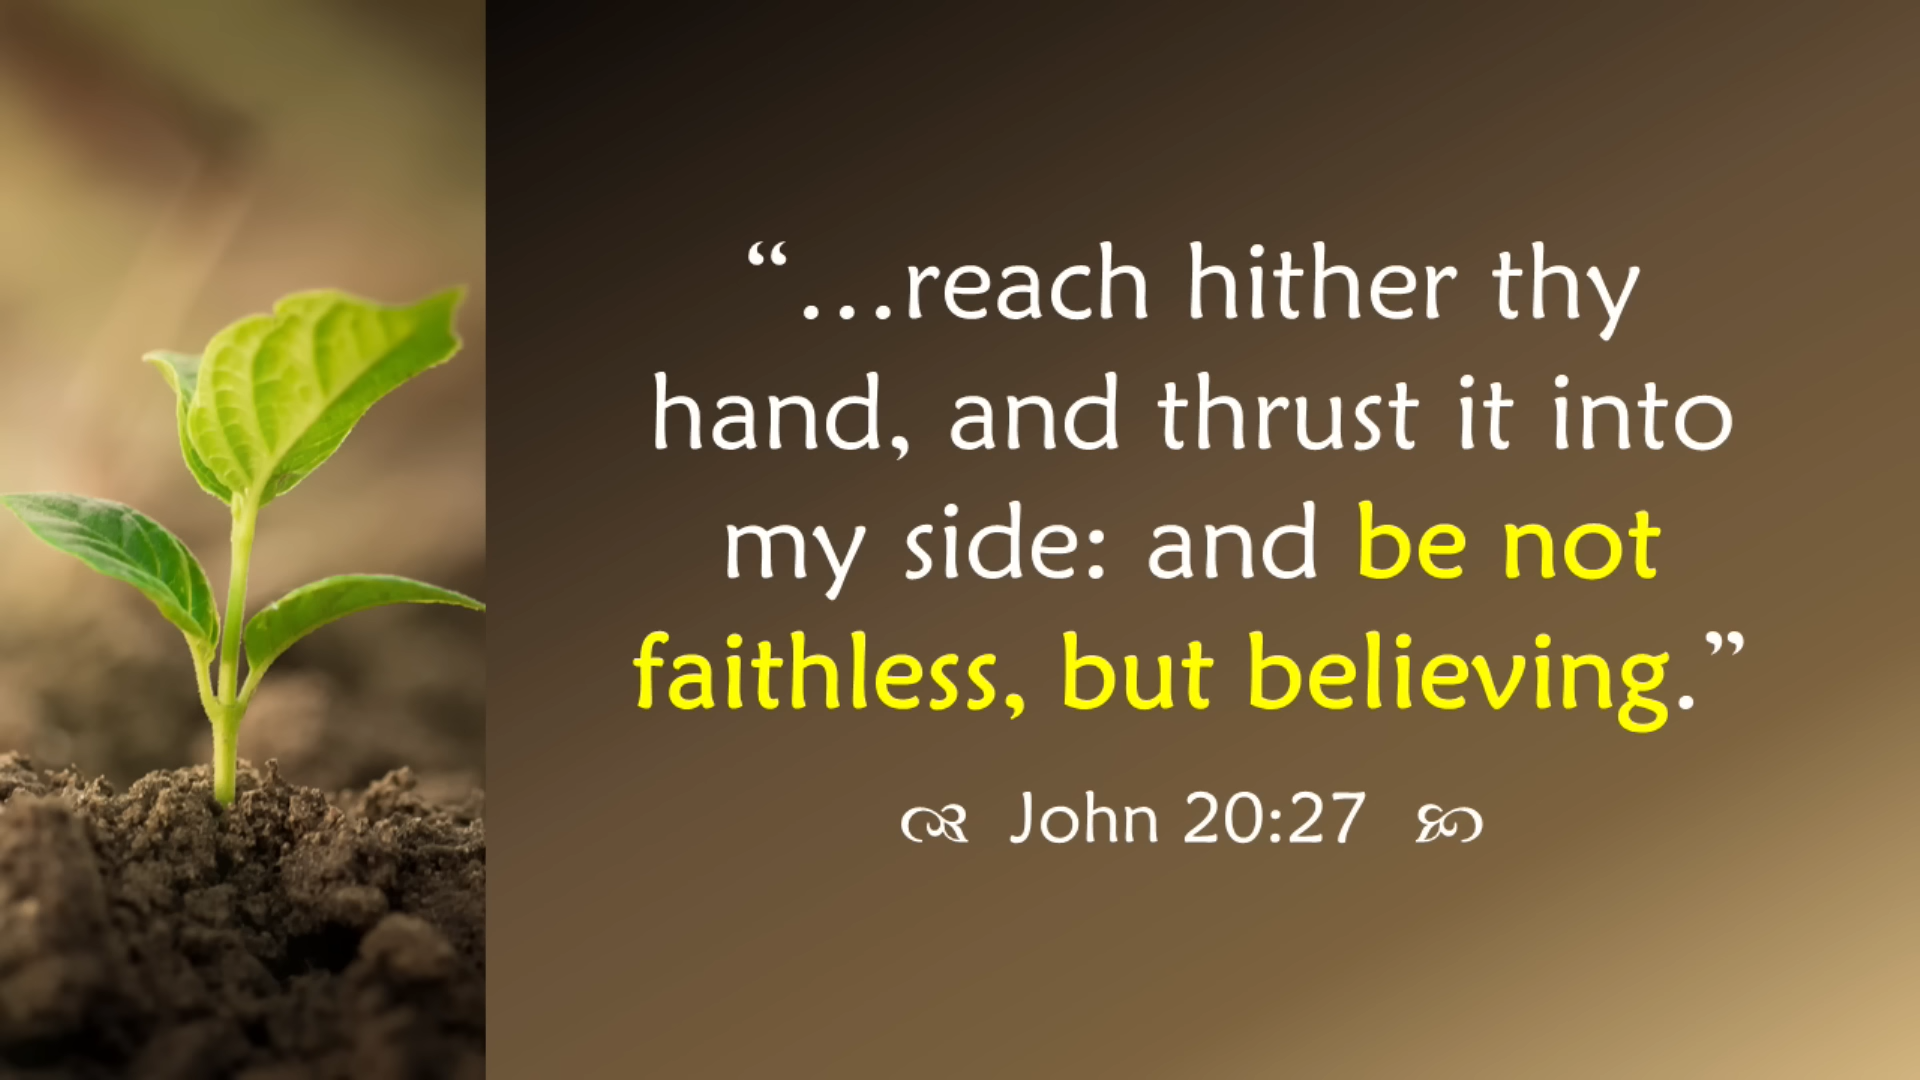 “…reach hither thy
hand, and thrust it into
my side: and be not
faithless, but believing.”
John 20:27